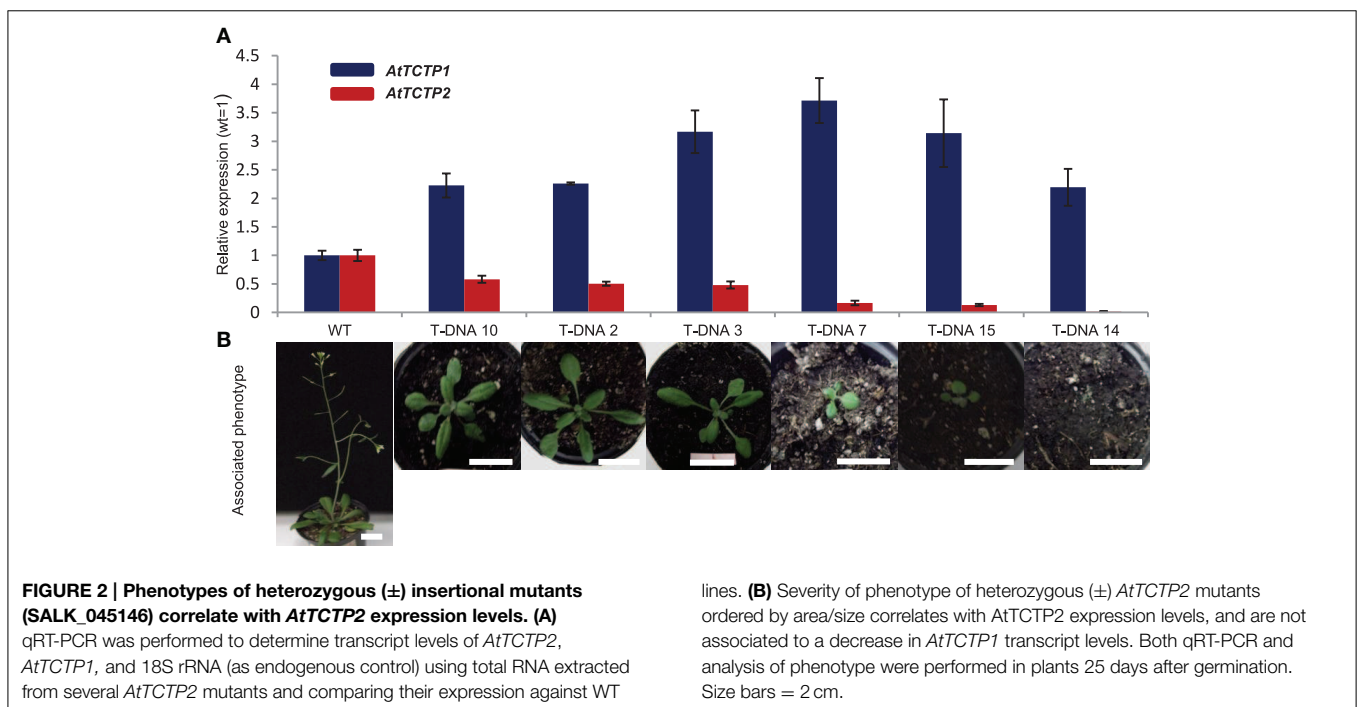 A
4.5
4
3.5
3
2.5
2
1.5
1
0.5
0
Relative expression (wt=1)
AtTCTP1
AtTCTP2
WT T-DNA 10 T-DNA 2 T-DNA 3 T-DNA 7 T-DNA 15 T-DNA 14
B
Associated phenotype
FIGURE 2 | Phenotypes of heterozygous (±) insertional mutants
(SALK_045146) correlate with AtTCTP2 expression levels. (A)
qRT-PCR was performed to determine transcript levels of AtTCTP2,
AtTCTP1, and 18S rRNA (as endogenous control) using total RNA extracted
from several AtTCTP2 mutants and comparing their expression against WT
lines. (B) Severity of phenotype of heterozygous (±) AtTCTP2 mutants
ordered by area/size correlates with AtTCTP2 expression levels, and are not
associated to a decrease in AtTCTP1 transcript levels. Both qRT-PCR and
analysis of phenotype were performed in plants 25 days after germination.
Size bars = 2 cm.